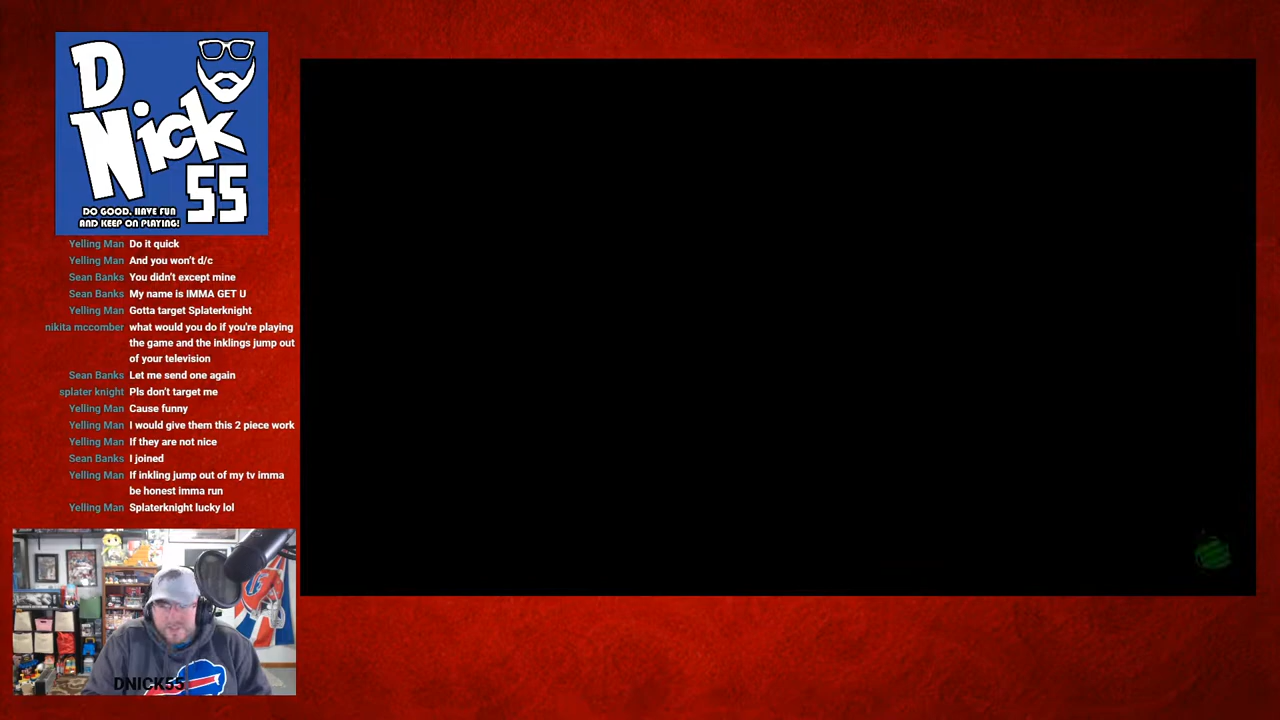 D
Nick
55
DO GOOD, HAVE FUN
AND KEEP ON PLAYING!
Yelling Man Do it quick
Yelling Man And you won't d/c
Sean Banks You didn't except mine
Sean Banks My name is IMMA GET U
Yelling Man Gotta target Splaterknight
nikita mccomber what would you do if you're playing
the game and the inklings jump out
of your television
Sean Banks Let me send one again
splater knight Pls don't target me
Yelling Man Cause funny
Yelling Man I would give them this 2 piece work
Yelling Man If they are not nice
Sean Banks I joined
Yelling Man If inkling jump out of my tv imma
be honest imma run
Yelling Man Splaterknight lucky lol
DNICK55